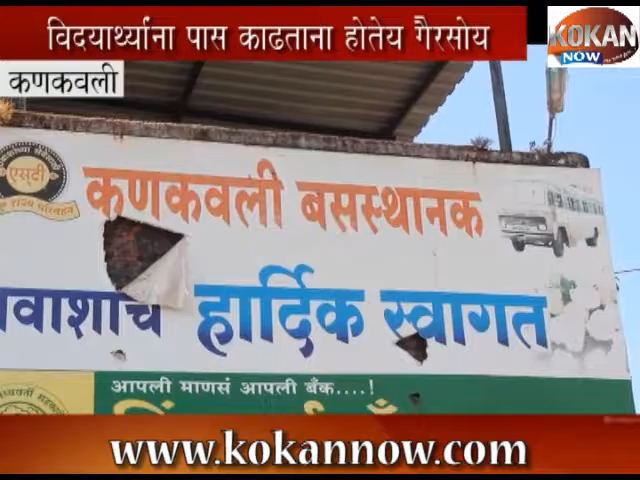 विदयार्थ्यांना पास काढताना होतेय गैरसोय
KOKAN
NOW
कणकवली
एसटी
कणकवली बसस्थानक
हार्दिक स्वागत
आपली माणसं आपली बँक....!
www.kokannow.com